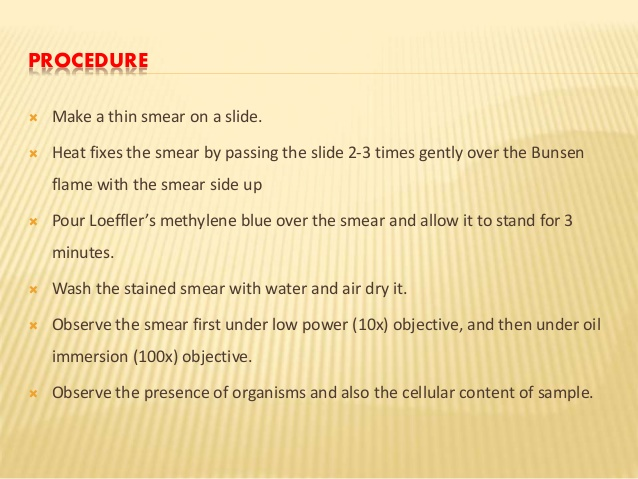 PROCEDURE
Make a thin smear on a slide.
Heat fixes the smear by passing the slide 2-3 times gently over the Bunsen
flame with the smear side up
Pour Loeffler’s methylene blue over the smear and allow it to stand for 3
minutes.
Wash the stained smear with water and air dry it.
Observe the smear first under low power (10x) objective, and then under oil
immersion (100x) objective.
Observe the presence of organisms and also the cellular content of sample.